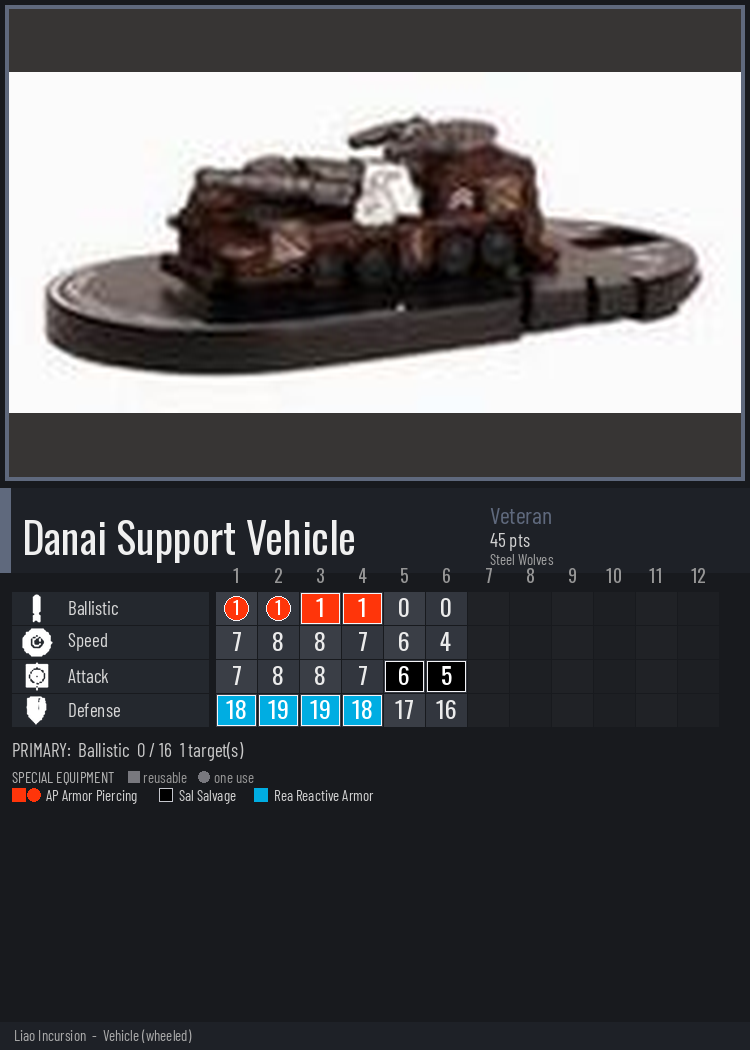 Danai Support Vehicle
Veteran
45 pts
Steel Wolves
1 2 3 4 5 6 7 8 9 10 11 12
Ballistic 1 1 1 1 0 0
Speed 7 8 8 7 6 4
Attack 7 8 8 7 6 5
Defense 18 19 19 18 17 16
PRIMARY: Ballistic 0 / 16 1 target(s)
SPECIAL EQUIPMENT reusable one use
AP Armor Piercing Sal Salvage Rea Reactive Armor
Liao Incursion - Vehicle (wheeled)